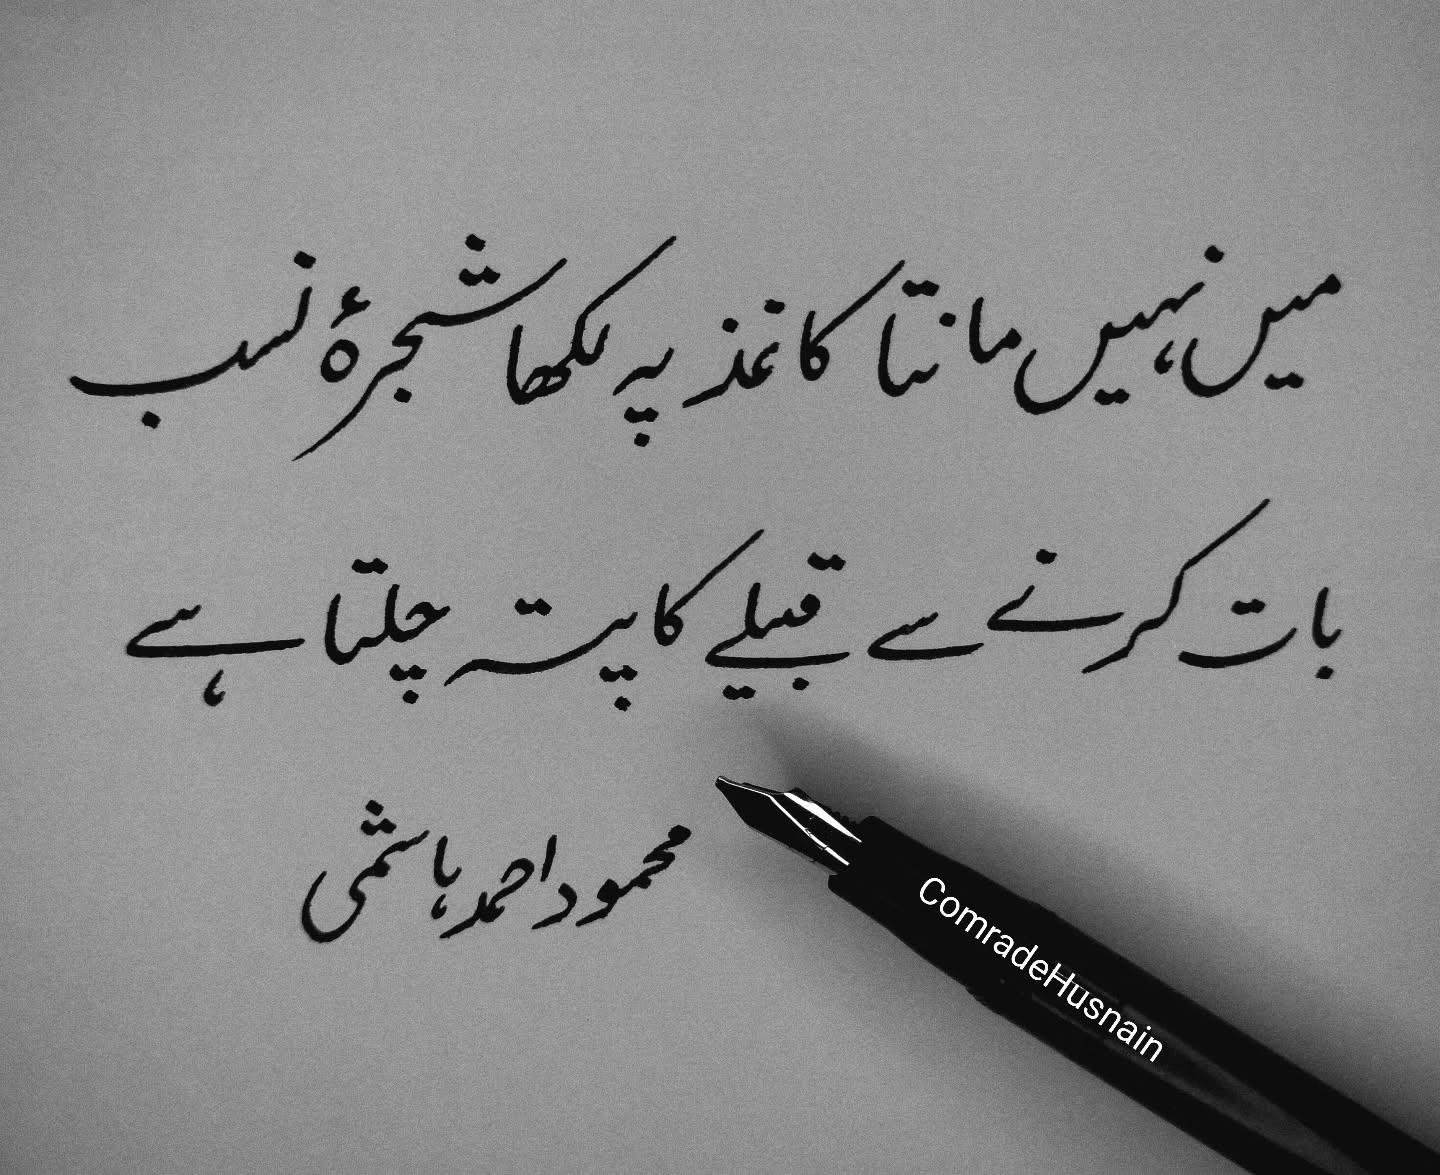 میں نہیں مانتا کاغذ پہ لکھا شجرۂ نسب
بات کرنے سے قبیلے کا پتہ چلتا ہے
محمود احمد ہاشمی
ComradeHusnain